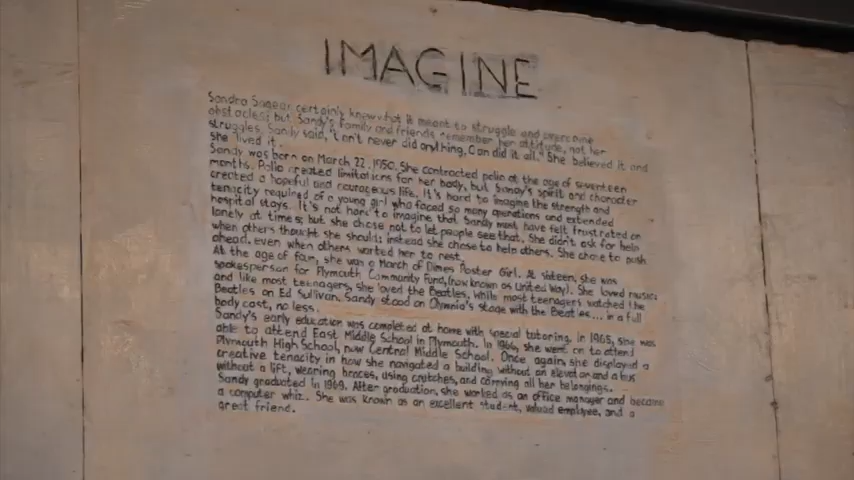 IMAGINE
Sandra Sagear certainly knew what it meant to struggle and overcome
obstacles; but Sandy's family and friends remember her attitude, not her
struggles. Sandy said, "Can't never did anything, Can did it all." She believed it and
she lived it.
Sandy was born on March 22, 1950. She contracted polio at the age of seventeen
months. Polio created limitations for her body, but Sandy's spirit and character
created a hopeful and courageous life. It's hard to imagine the strength and
tenacity required of a young girl who faced so many operations and extended
hospital stays. It's not hard to imagine that Sandy must have felt frustrated or
lonely at times; but she chose not to let people see that. She didn't ask for help
when others thought she should; instead she chose to help others. She chose to push
ahead, even when others wanted her to rest.
At the age of four, she was a March of Dimes Poster Girl. At sixteen, she was
spokesperson for Plymouth Community Fund, (now known as United Way). She loved music
and like most teenagers, she loved the Beatles. While most teenagers watched the
Beatles on Ed Sullivan, Sandy stood on Olympia's stage with the Beatles... in a full
body cast, no less.
Sandy's early education was completed at home with special tutoring. In 1965, she was
able to attend East Middle School in Plymouth. In 1966, she went on to attend
Plymouth High School, now Central Middle School. Once again, she displayed a
creative tenacity in how she navigated a building without an elevator and a bus
without a lift, wearing braces, using crutches, and carrying all her belongings.
Sandy graduated in 1969. After graduation, she worked as an office manager and became
a computer whiz. She was known as an excellent student, valued employee, and a
great friend.